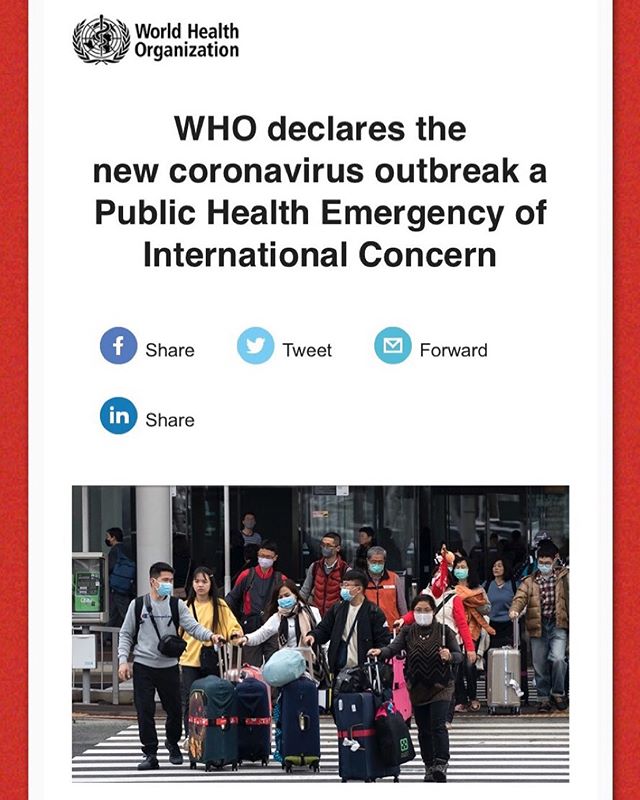 World Health
Organization
WHO declares the
new coronavirus outbreak a
Public Health Emergency of
International Concern
Share
Tweet
Forward
Share